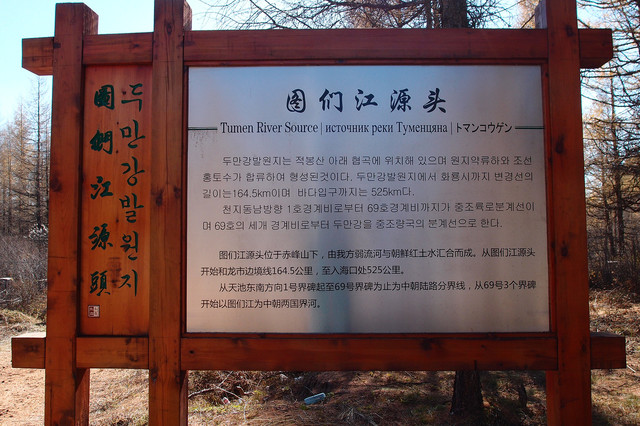 두만강발원지
圖們江源頭
图们江源头
Tumen River Source | источник реки Туменцяна | トマンコウゲン
두만강발원지는 적봉산 아래 협곡에 위치해 있으며 원지약류하와 조선
홍토수가 합류하여 형성된것이다. 두만강발원지에서 화룡시까지 변경선의
길이는164.5km이며 바다입구까지는 525km다.
천지동남방향 1호경계비로부터 69호경계비까지가 중조륙로분계선이
며 69호의 세개 경계비로부터 두만강을 중조량국의 분계선으로 한다.
图们江源头位于赤峰山下，由我方弱流河与朝鲜红土水汇合而成。从图们江源头
开始和龙市边境线164.5公里，至入海口处525公里。
从天池东南方向1号界碑起至69号界碑为止为中朝陆路分界线，从69号3个界碑
开始以图们江为中朝两国界河。